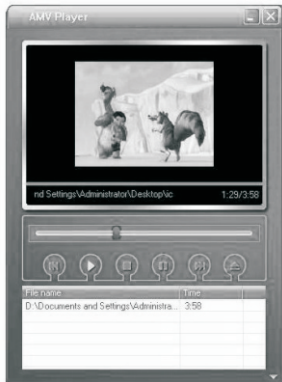 AMV Player
nd Settings\Administrator\Desktop\ic 1:29/3:58
File name Time
D:\Documents and Settings\Administra... 3:58